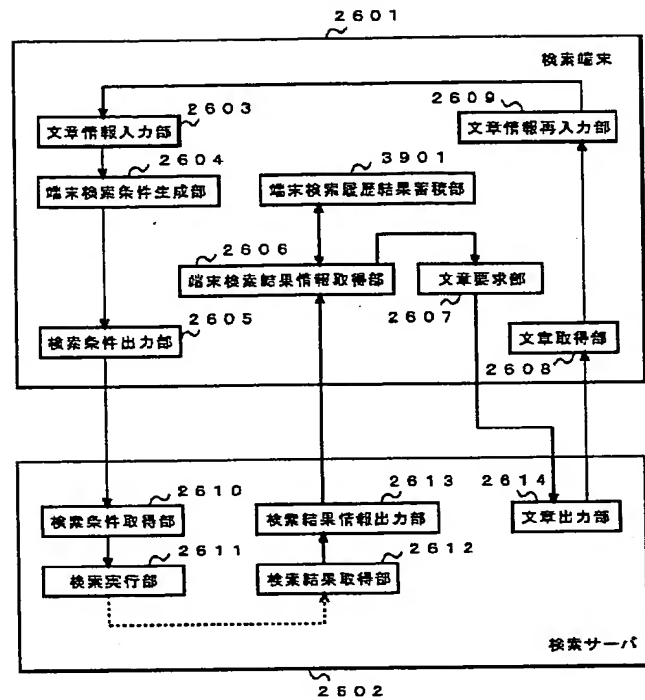 2601
検索端末
2603
文章情報入力部
2609
文章情報再入力部
2604
端末検索条件生成部
3901
端末検索履歴結果蓄積部
2606
端末検索結果情報取得部
文章要求部
2607
2605
検索条件出力部
文章取得部
2608
2610
検索条件取得部
2613
検索結果情報出力部
2614
文章出力部
2611
検索実行部
2612
検索結果取得部
検索サーバ
2602